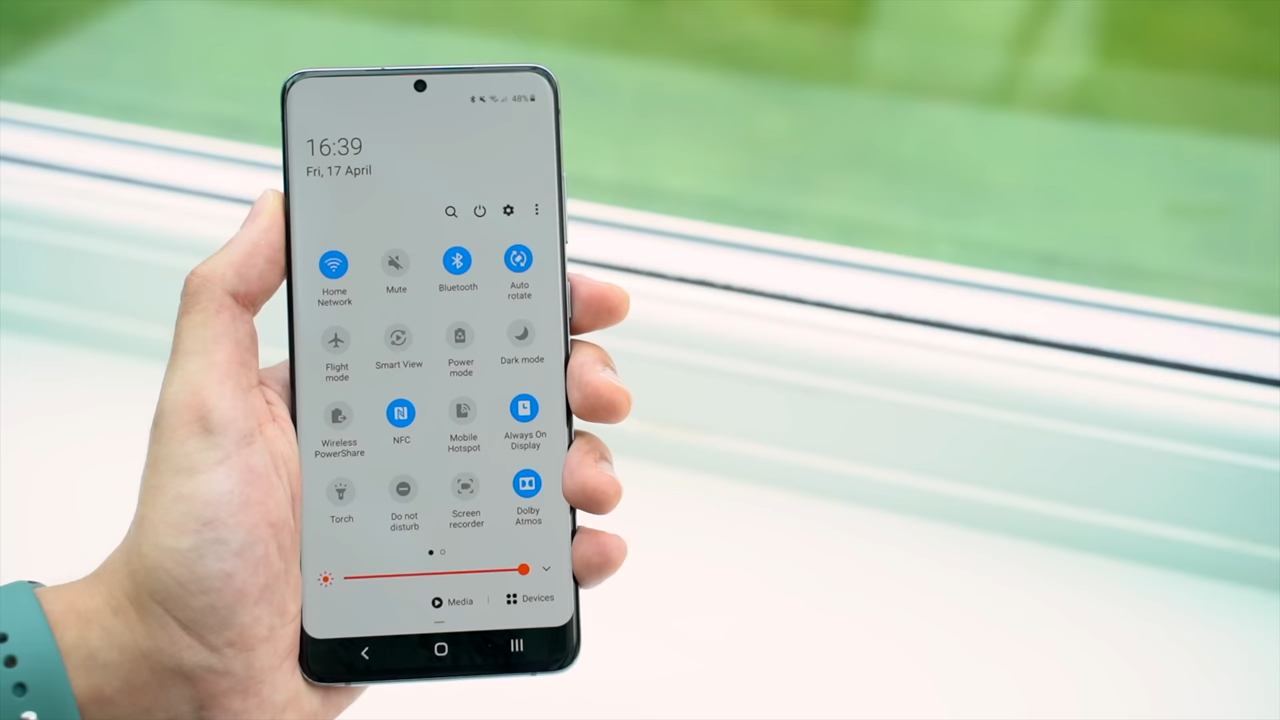 48%
16:39
Fri, 17 April
Home
Network
Mute
Bluetooth
Auto
rotate
Flight
mode
Smart View
Power
mode
Dark mode
Wireless
PowerShare
NFC
Mobile
Hotspot
Always On
Display
Torch
Do not
disturb
Screen
recorder
Dolby
Atmos
Media
Devices